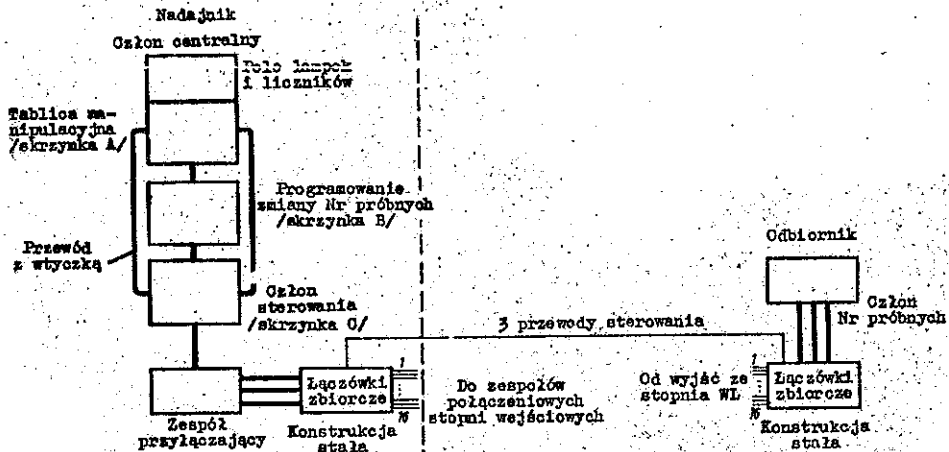 Nadajnik
Człon centralny
Pole lampek
i liczników
Tablica ma-
nipulacyjna
/skrzynka A/
Programowanie
zmiany Nr próbnych
/skrzynka B/
Przewód
z wtyczką
Człon
sterowania
/skrzynka C/
Odbiornik
Człon
Nr próbnych
3 przewody sterowania
Łączówki
zbiorcze
1
16
Do zespołów
połączeniowych
stopni wejściowych
Od wyjść ze
stopnia WL
1
16
Łączówki
zbiorcze
Zespół
przyłączający
Konstrukcja
stała
Konstrukcja
stała